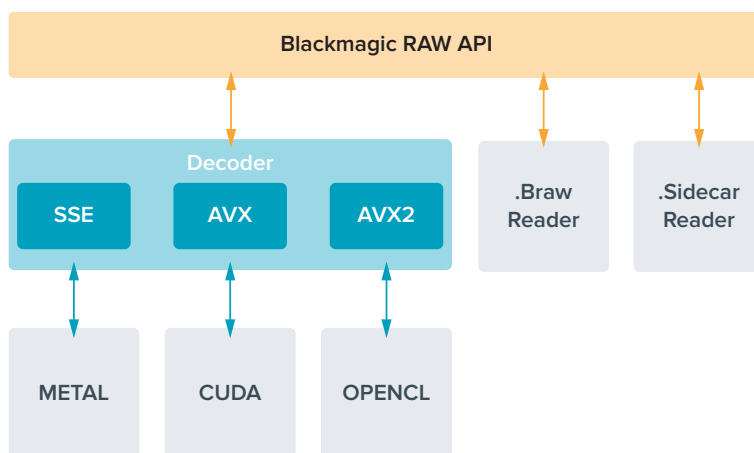 Blackmagic RAW API
Decoder
SSE
AVX
AVX2
.Braw
Reader
.Sidecar
Reader
METAL
CUDA
OPENCL